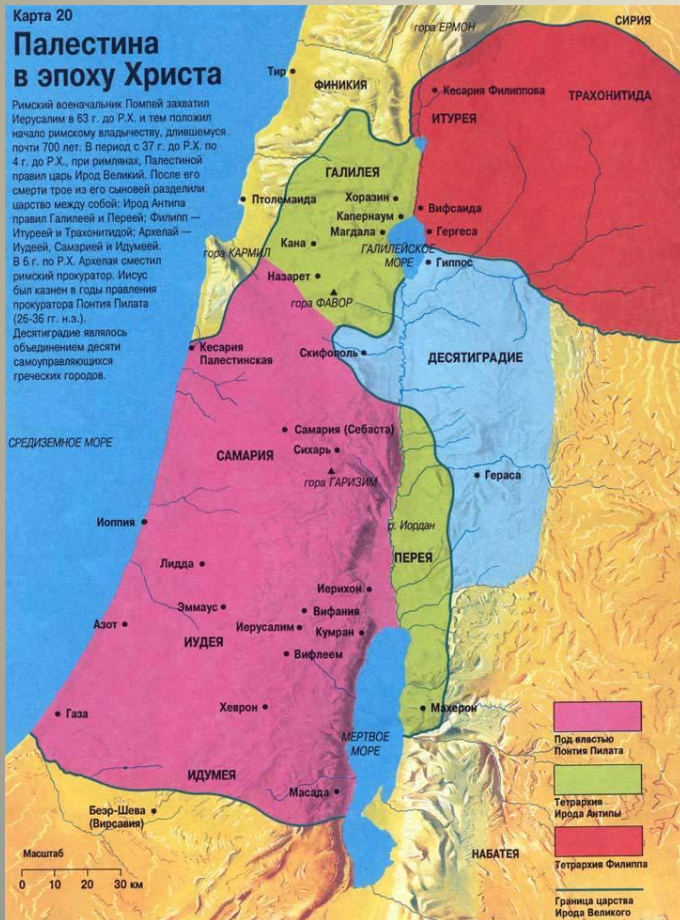 Карта 20
Палестина
в эпоху Христа
Римский военачальник Помпей захватил
Иерусалим в 63 г. до Р.Х. и тем положил
начало римскому владычеству, длившемуся
почти 700 лет. В период с 37 г. до Р.Х. по
4 г. до Р.Х., при римлянах, Палестиной
правил царь Ирод Великий. После его
смерти трое из его сыновей разделили
царство между собой: Ирод Антипа
правил Галилеей и Переей; Филипп —
Итуреей и Трахонитидой; Архелай —
Иудеей, Самарией и Идумеей.
В 6 г. по Р.Х. Архелая сместил
римский прокуратор. Иисус
был казнен в годы правления
прокуратора Понтия Пилата
(26-36 гг. н.э.).
Десятиградие являлось
объединением десяти
самоуправляющихся
греческих городов.
СИРИЯ
гора ЕРМОН
Тир
ФИНИКИЯ
Кесария Филиппова
ТРАХОНИТИДА
ИТУРЕЯ
ГАЛИЛЕЯ
Птолемаида
Хоразин
Вифсаида
Капернаум
Магдала
Гергеса
Кана
ГАЛИЛЕЙСКОЕ
МОРЕ
гора КАРМИЛ
Гиппос
Назарет
гора ФАВОР
Кесария
Палестинская
Скифополь
ДЕСЯТИГРАДИЕ
СРЕДИЗЕМНОЕ МОРЕ
Самария (Себаста)
САМАРИЯ
Сихарь
гора ГАРИЗИМ
Гераса
Иоппия
р. Иордан
ПЕРЕЯ
Лидда
Иерихон
Эммаус
Вифания
Азот
Иерусалим
Кумран
ИУДЕЯ
Вифлеем
Хеврон
Махерон
Газа
МЕРТВОЕ
МОРЕ
ИДУМЕЯ
Масада
Беэр-Шева
(Вирсавия)
НАБАТЕЯ
Масштаб
0 10 20 30 км
Под властью
Понтия Пилата
Тетрархия
Ирода Антипы
Тетрархия Филиппа
Граница царства
Ирода Великого